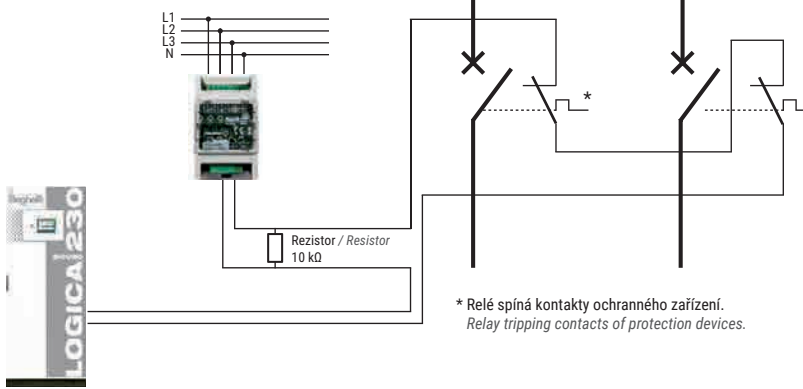 L1
L2
L3
N
*
Beghelli
LOGICA 230
Rezistor / Resistor
10 kΩ
* Relé spíná kontakty ochranného zařízení.
Relay tripping contacts of protection devices.